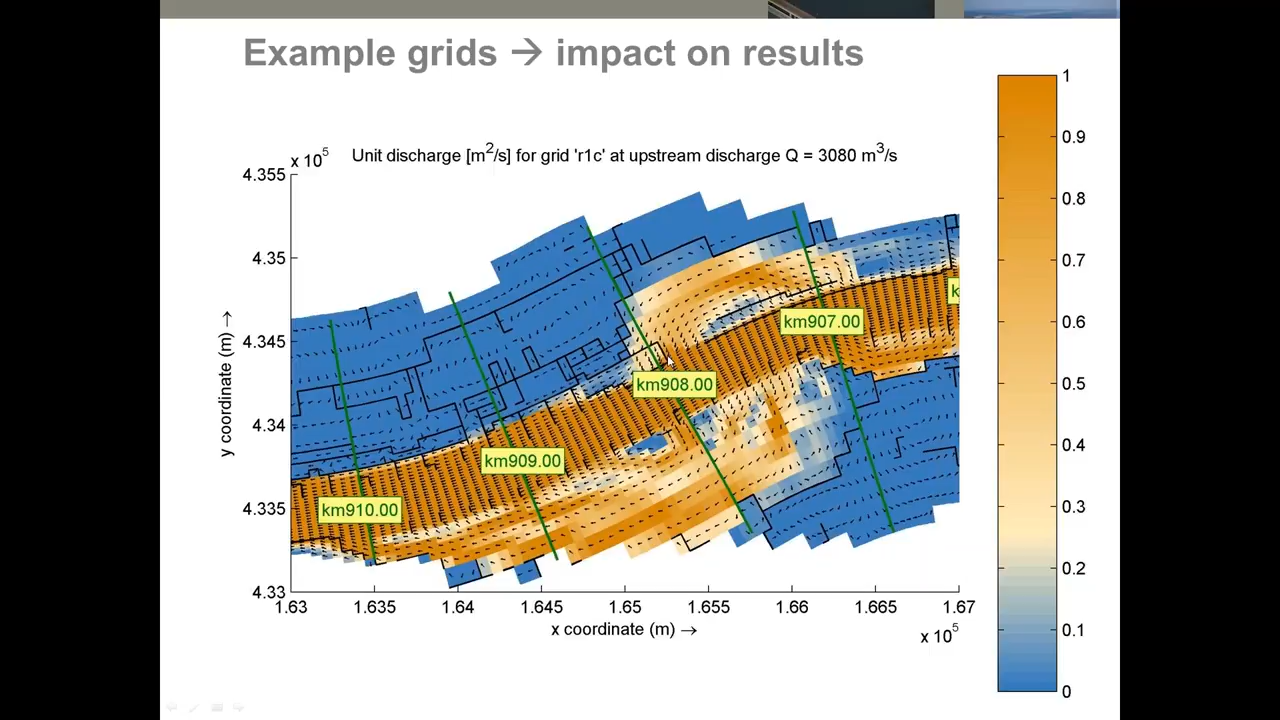 Example grids → impact on results
Unit discharge [m²/s] for grid 'r1c' at upstream discharge Q = 3080 m³/s
x 10⁵
4.355
4.35
4.345
4.34
4.335
4.33
y coordinate (m) →
km907.00
k
km908.00
km909.00
km910.00
1.63 1.635 1.64 1.645 1.65 1.655 1.66 1.665 1.67
x coordinate (m) →
x 10⁵
1
0.9
0.8
0.7
0.6
0.5
0.4
0.3
0.2
0.1
0